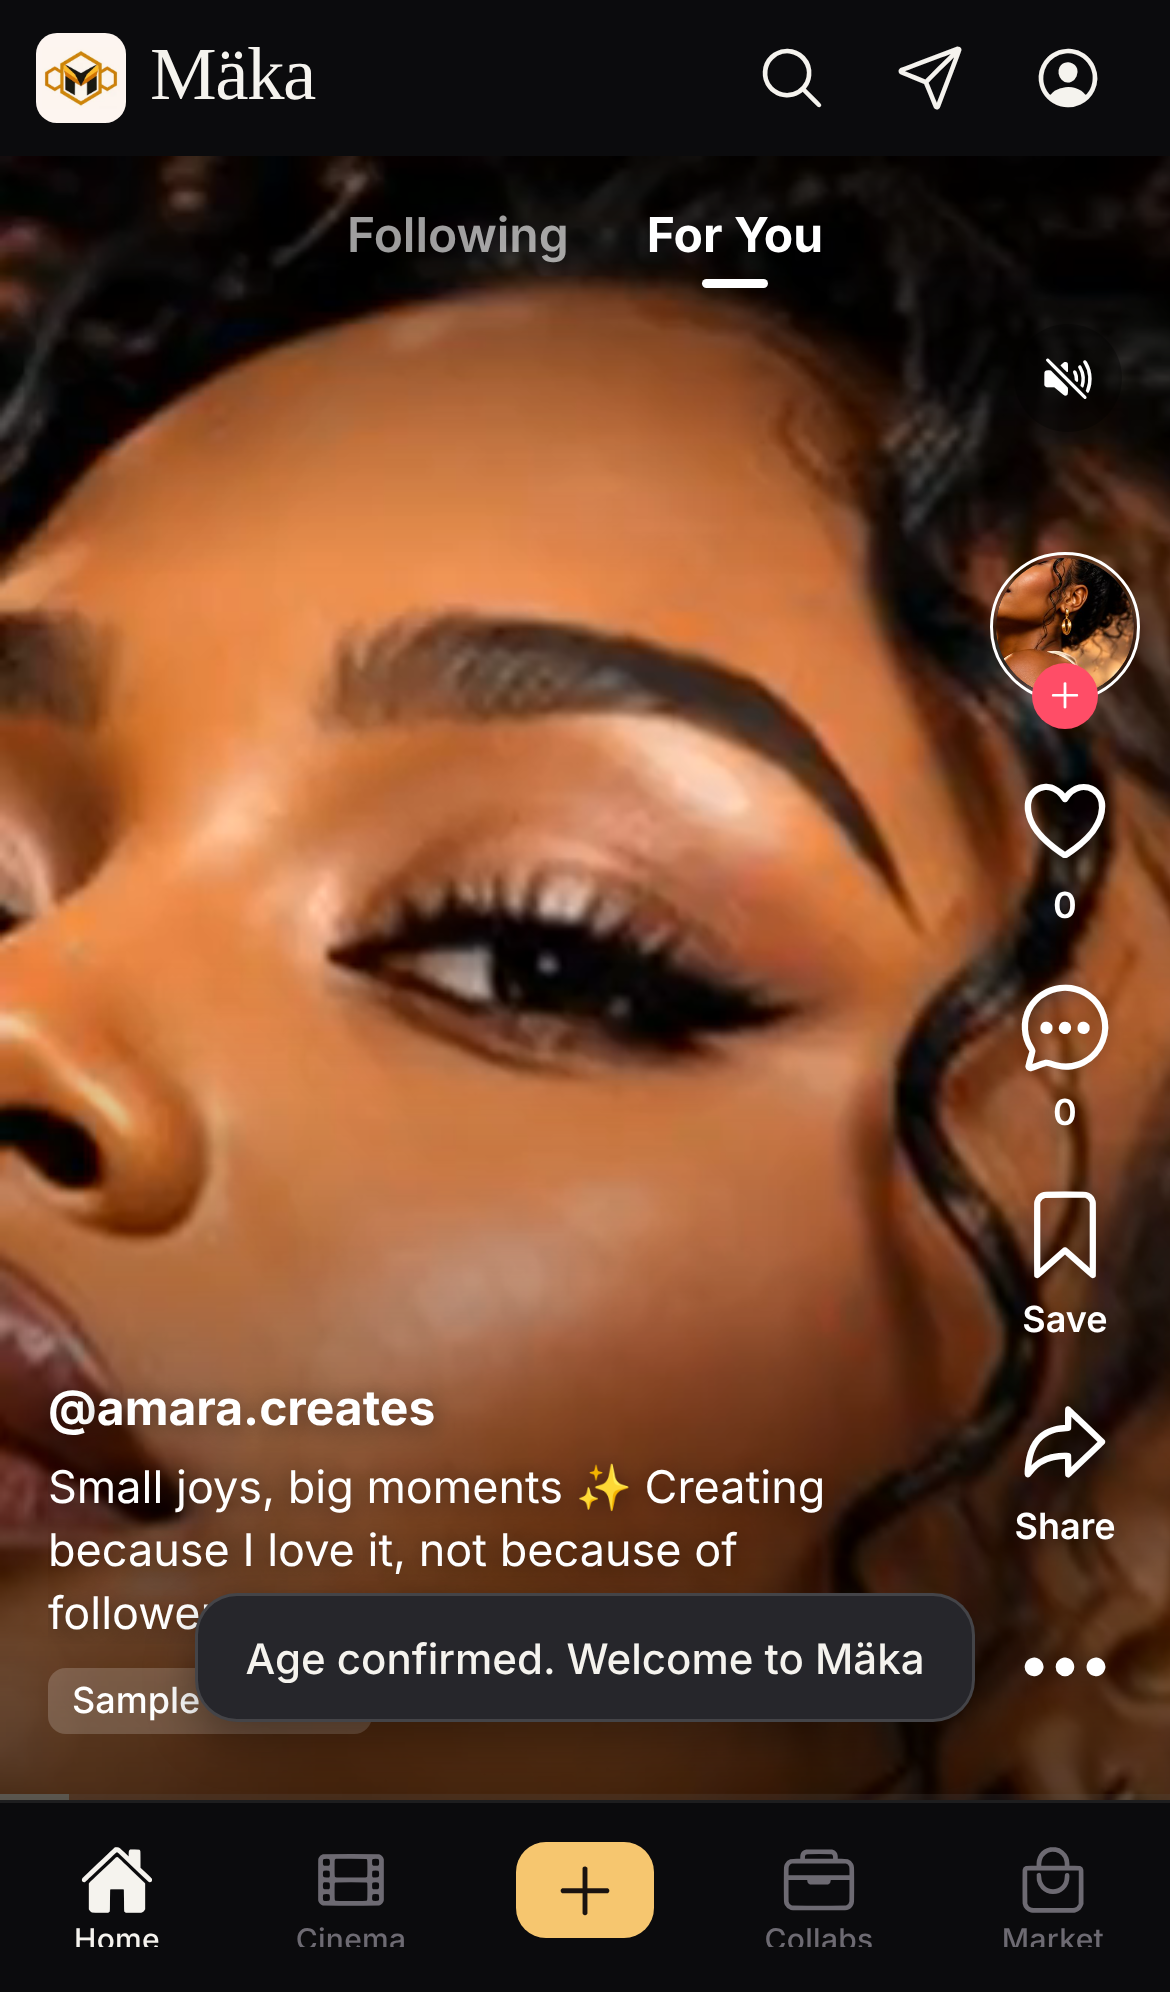 Mäka
Following For You
0
0
Save
@amara.creates
Small joys, big moments ✨ Creating
Share
because I love it, not because of
Age confirmed. Welcome to Mäka
Sample
Home Cinema Collabs Market